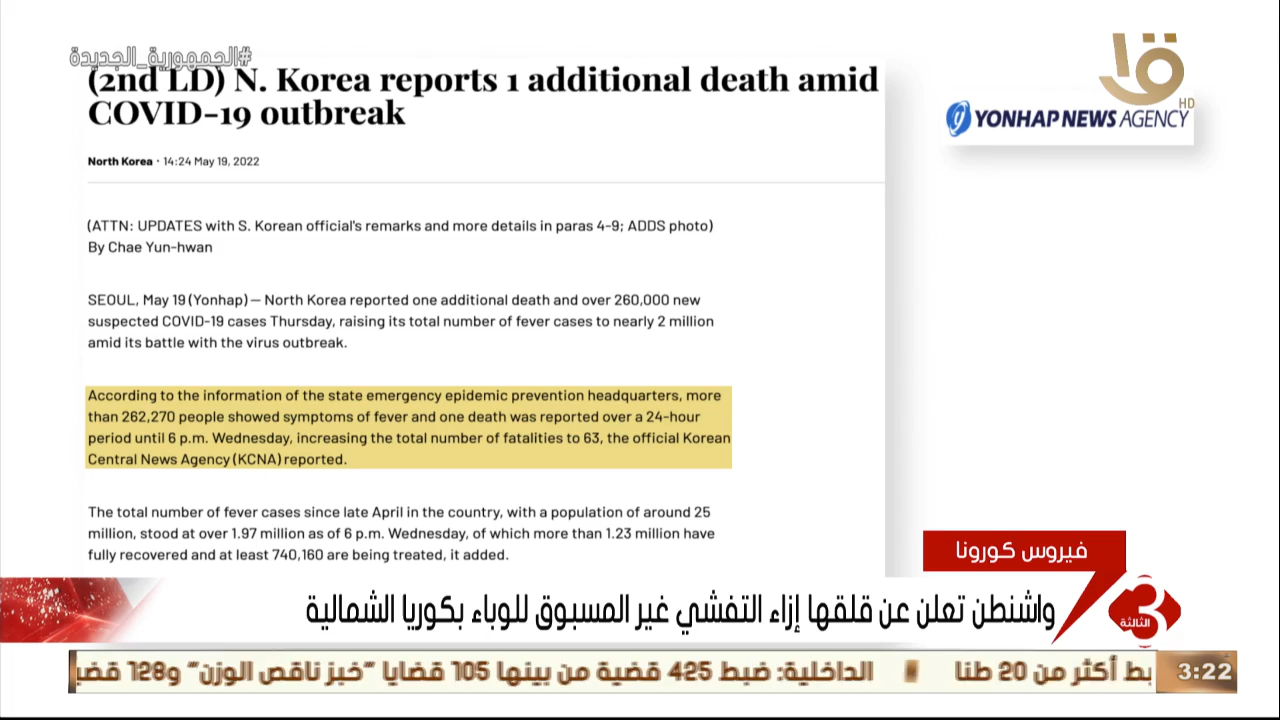 #الجمهورية_الجديدة
(2nd LD) N. Korea reports 1 additional death amid
COVID-19 outbreak
HD
YONHAP NEWS AGENCY
North Korea · 14:24 May 19, 2022
(ATTN: UPDATES with S. Korean official's remarks and more details in paras 4-9; ADDS photo)
By Chae Yun-hwan
SEOUL, May 19 (Yonhap) — North Korea reported one additional death and over 260,000 new
suspected COVID-19 cases Thursday, raising its total number of fever cases to nearly 2 million
amid its battle with the virus outbreak.
According to the information of the state emergency epidemic prevention headquarters, more
than 262,270 people showed symptoms of fever and one death was reported over a 24-hour
period until 6 p.m. Wednesday, increasing the total number of fatalities to 63, the official Korean
Central News Agency (KCNA) reported.
The total number of fever cases since late April in the country, with a population of around 25
million, stood at over 1.97 million as of 6 p.m. Wednesday, of which more than 1.23 million have
fully recovered and at least 740,160 are being treated, it added.
فيروس كورونا
واشنطن تعلن عن قلقها إزاء التفشي غير المسبوق للوباء بكوريا الشمالية
3 الثالثة
بط أكثر من 20 طنا الداخلية: ضبط 425 قضية من بينها 105 قضايا "خبز ناقص الوزن" و128 قضي
3:22